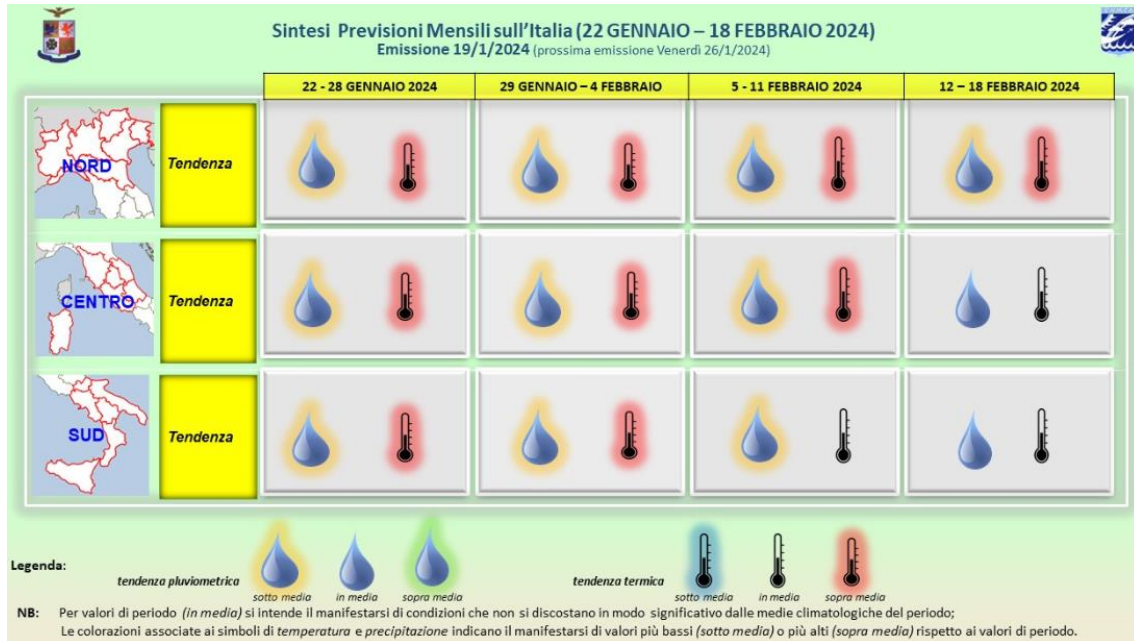 Sintesi Previsioni Mensili sull'Italia (22 GENNAIO – 18 FEBBRAIO 2024)
Emissione 19/1/2024 (prossima emissione Venerdì 26/1/2024)
22 - 28 GENNAIO 2024 29 GENNAIO – 4 FEBBRAIO 5 - 11 FEBBRAIO 2024 12 – 18 FEBBRAIO 2024
NORD Tendenza
CENTRO Tendenza
SUD Tendenza
Legenda:
tendenza pluviometrica tendenza termica
sotto media in media sopra media sotto media in media sopra media
NB: Per valori di periodo (in media) si intende il manifestarsi di condizioni che non si discostano in modo significativo dalle medie climatologiche del periodo;
Le colorazioni associate ai simboli di temperatura e precipitazione indicano il manifestarsi di valori più bassi (sotto media) o più alti (sopra media) rispetto ai valori di periodo.